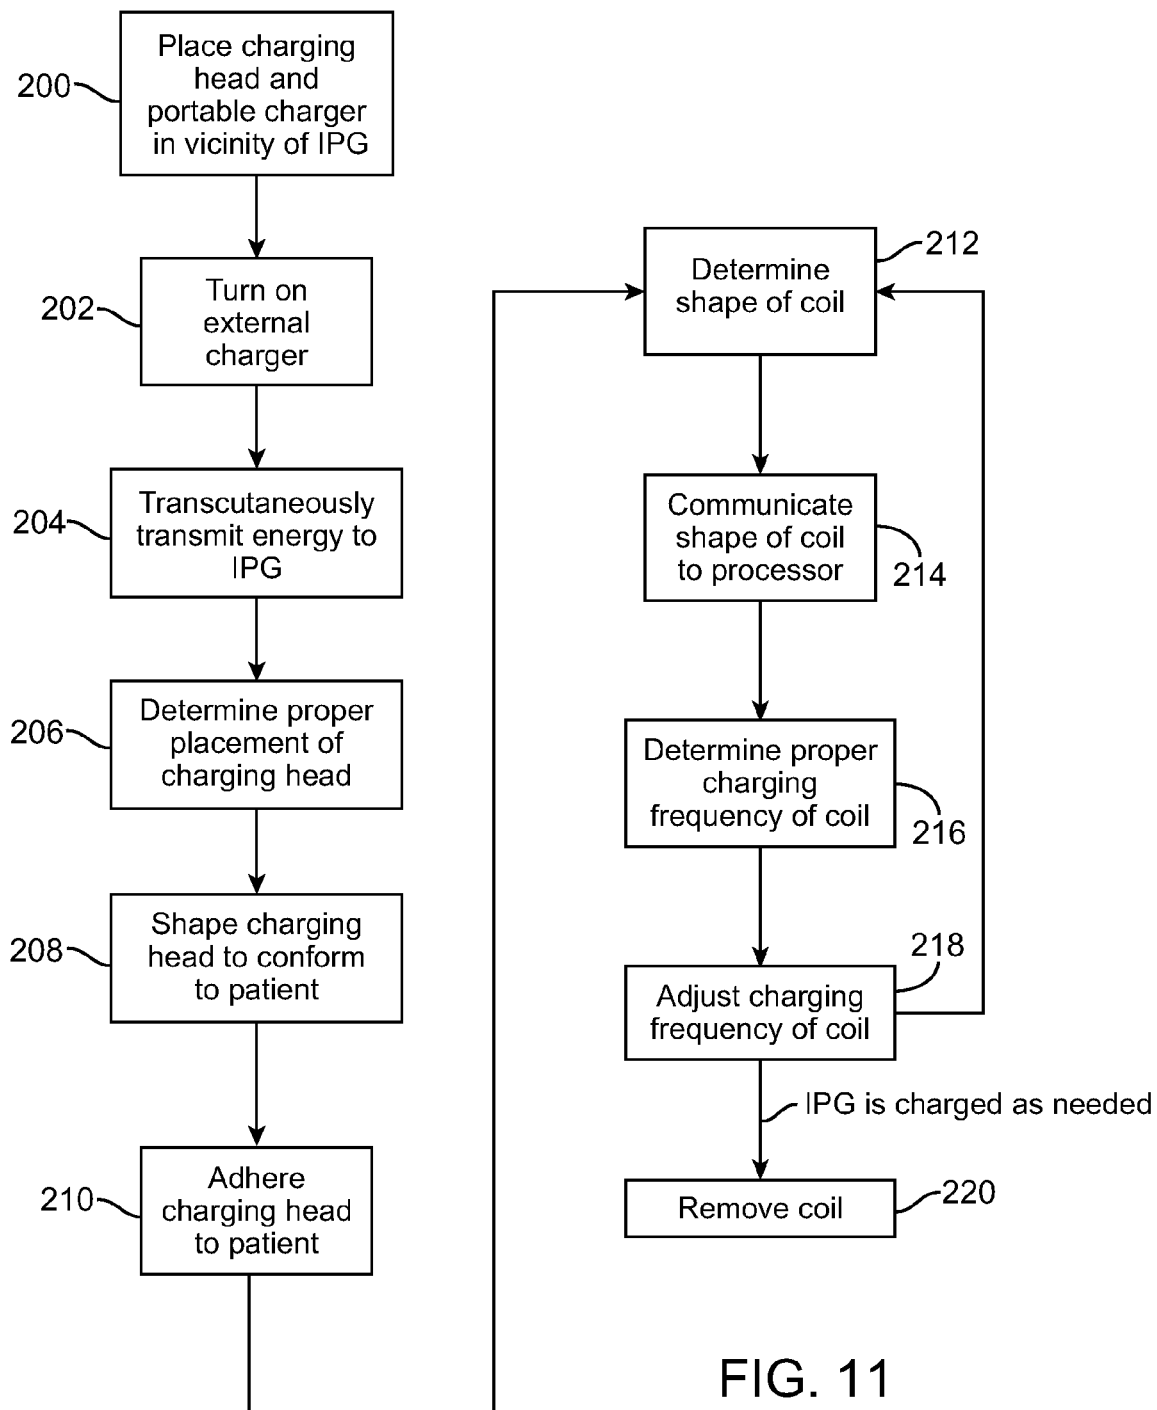 200
Place charging
head and
portable charger
in vicinity of IPG
202
Turn on
external
charger
204
Transcutaneously
transmit energy to
IPG
206
Determine proper
placement of
charging head
208
Shape charging
head to conform
to patient
210
Adhere
charging head
to patient
212
Determine
shape of coil
Communicate
shape of coil
to processor
214
Determine proper
charging
frequency of coil
216
218
Adjust charging
frequency of coil
IPG is charged as needed
Remove coil
220
FIG. 11